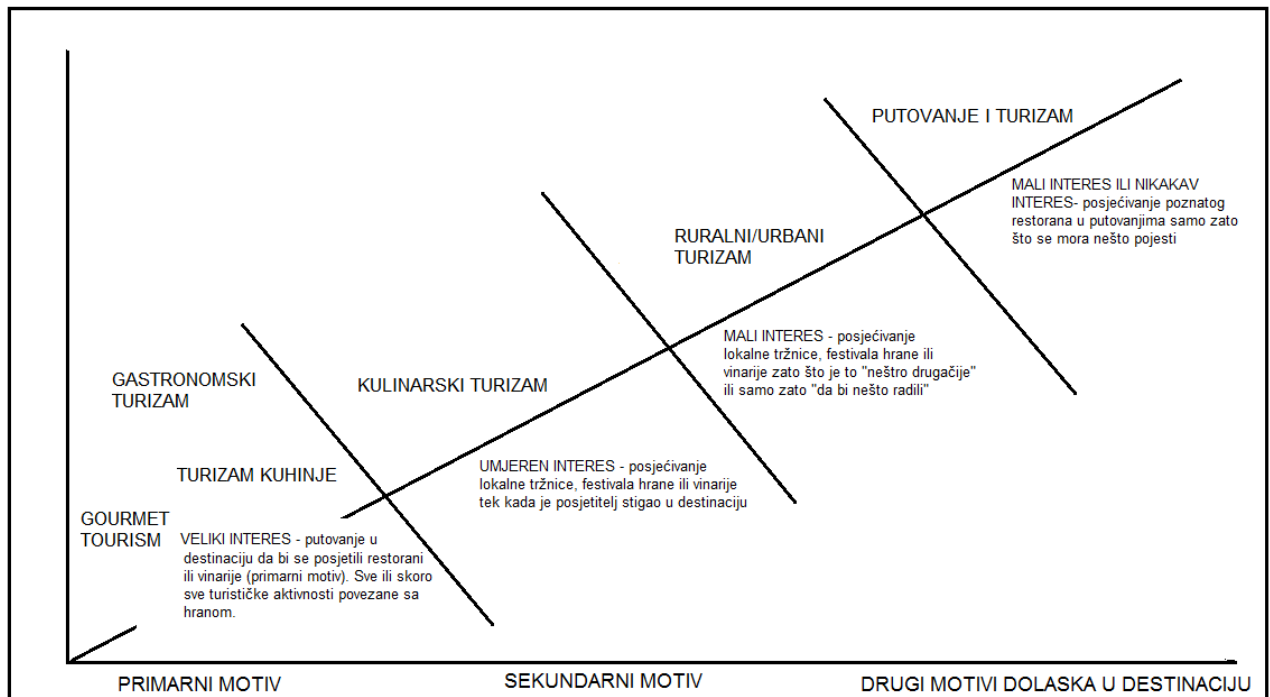 PUTOVANJE I TURIZAM
MALI INTERES ILI NIKAKAV
INTERES- posjećivanje poznatog
restorana u putovanjima samo zato
što se mora nešto pojesti
RURALNI/URBANI
TURIZAM
MALI INTERES - posjećivanje
lokalne tržnice, festivala hrane ili
vinarije zato što je to "neštro drugačije"
ili samo zato "da bi nešto radili"
KULINARSKI TURIZAM
UMJEREN INTERES - posjećivanje
lokalne tržnice, festivala hrane ili vinarije
tek kada je posjetitelj stigao u destinaciju
GASTRONOMSKI
TURIZAM
TURIZAM KUHINJE
GOURMET
TOURISM
VELIKI INTERES - putovanje u
destinaciju da bi se posjetili restorani
ili vinarije (primarni motiv). Sve ili skoro
sve turističke aktivnosti povezane sa
hranom.
PRIMARNI MOTIV
SEKUNDARNI MOTIV
DRUGI MOTIVI DOLASKA U DESTINACIJU